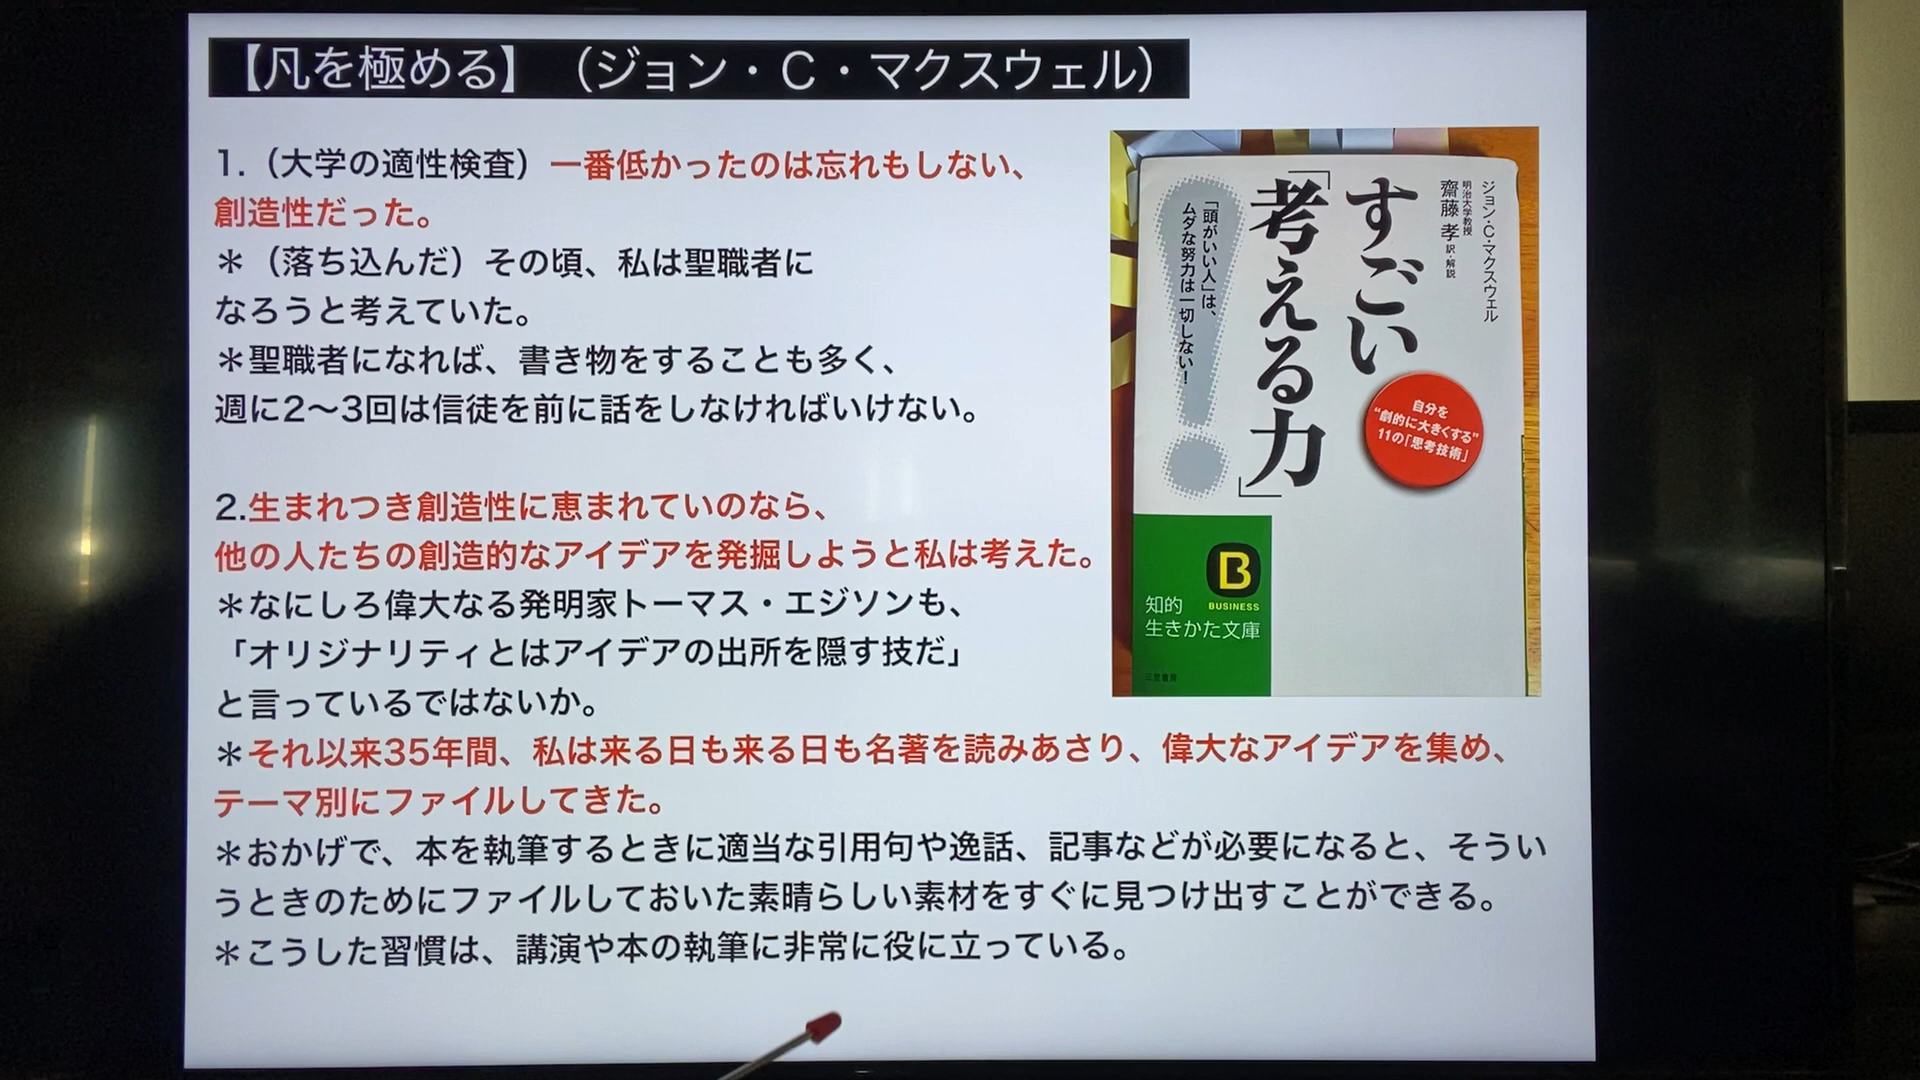 【凡を極める】（ジョン・C・マクスウェル）
1.（大学の適性検査）一番低かったのは忘れもしない、
創造性だった。
＊（落ち込んだ）その頃、私は聖職者に
なろうと考えていた。
＊聖職者になれば、書き物をすることも多く、
週に2〜3回は信徒を前に話をしなければいけない。
2.生まれつき創造性に恵まれていのなら、
他の人たちの創造的なアイデアを発掘しようと私は考えた。
＊なにしろ偉大なる発明家トーマス・エジソンも、
「オリジナリティとはアイデアの出所を隠す技だ」
と言っているではないか。
＊それ以来35年間、私は来る日も来る日も名著を読みあさり、偉大なアイデアを集め、
テーマ別にファイルしてきた。
＊おかげで、本を執筆するときに適当な引用句や逸話、記事などが必要になると、そうい
うときのためにファイルしておいた素晴らしい素材をすぐに見つけ出すことができる。
＊こうした習慣は、講演や本の執筆に非常に役に立っている。
ジョン・C・マクスウェル
明治大学教授
齋藤 孝 訳・解説
すごい
「考える力」
「頭がいい人」は、
ムダな努力は一切しない！
自分を
“劇的に大きくする”
11の「思考技術」
B
BUSINESS
知的
生きかた文庫
三笠書房